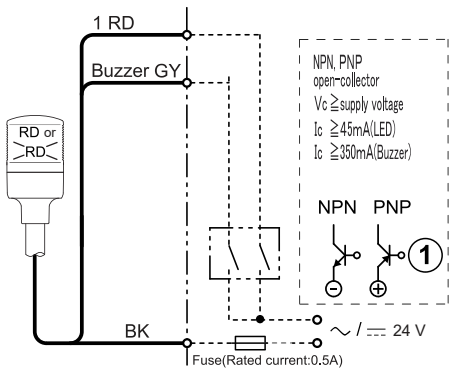 1 RD
Buzzer GY
RD or
RD
BK
NPN, PNP
open-collector
Vc ≧supply voltage
Ic ≧45mA(LED)
Ic ≧350mA(Buzzer)
NPN PNP
1
⊖ ⊕
∼ / ⎓ 24 V
Fuse(Rated current:0.5A)